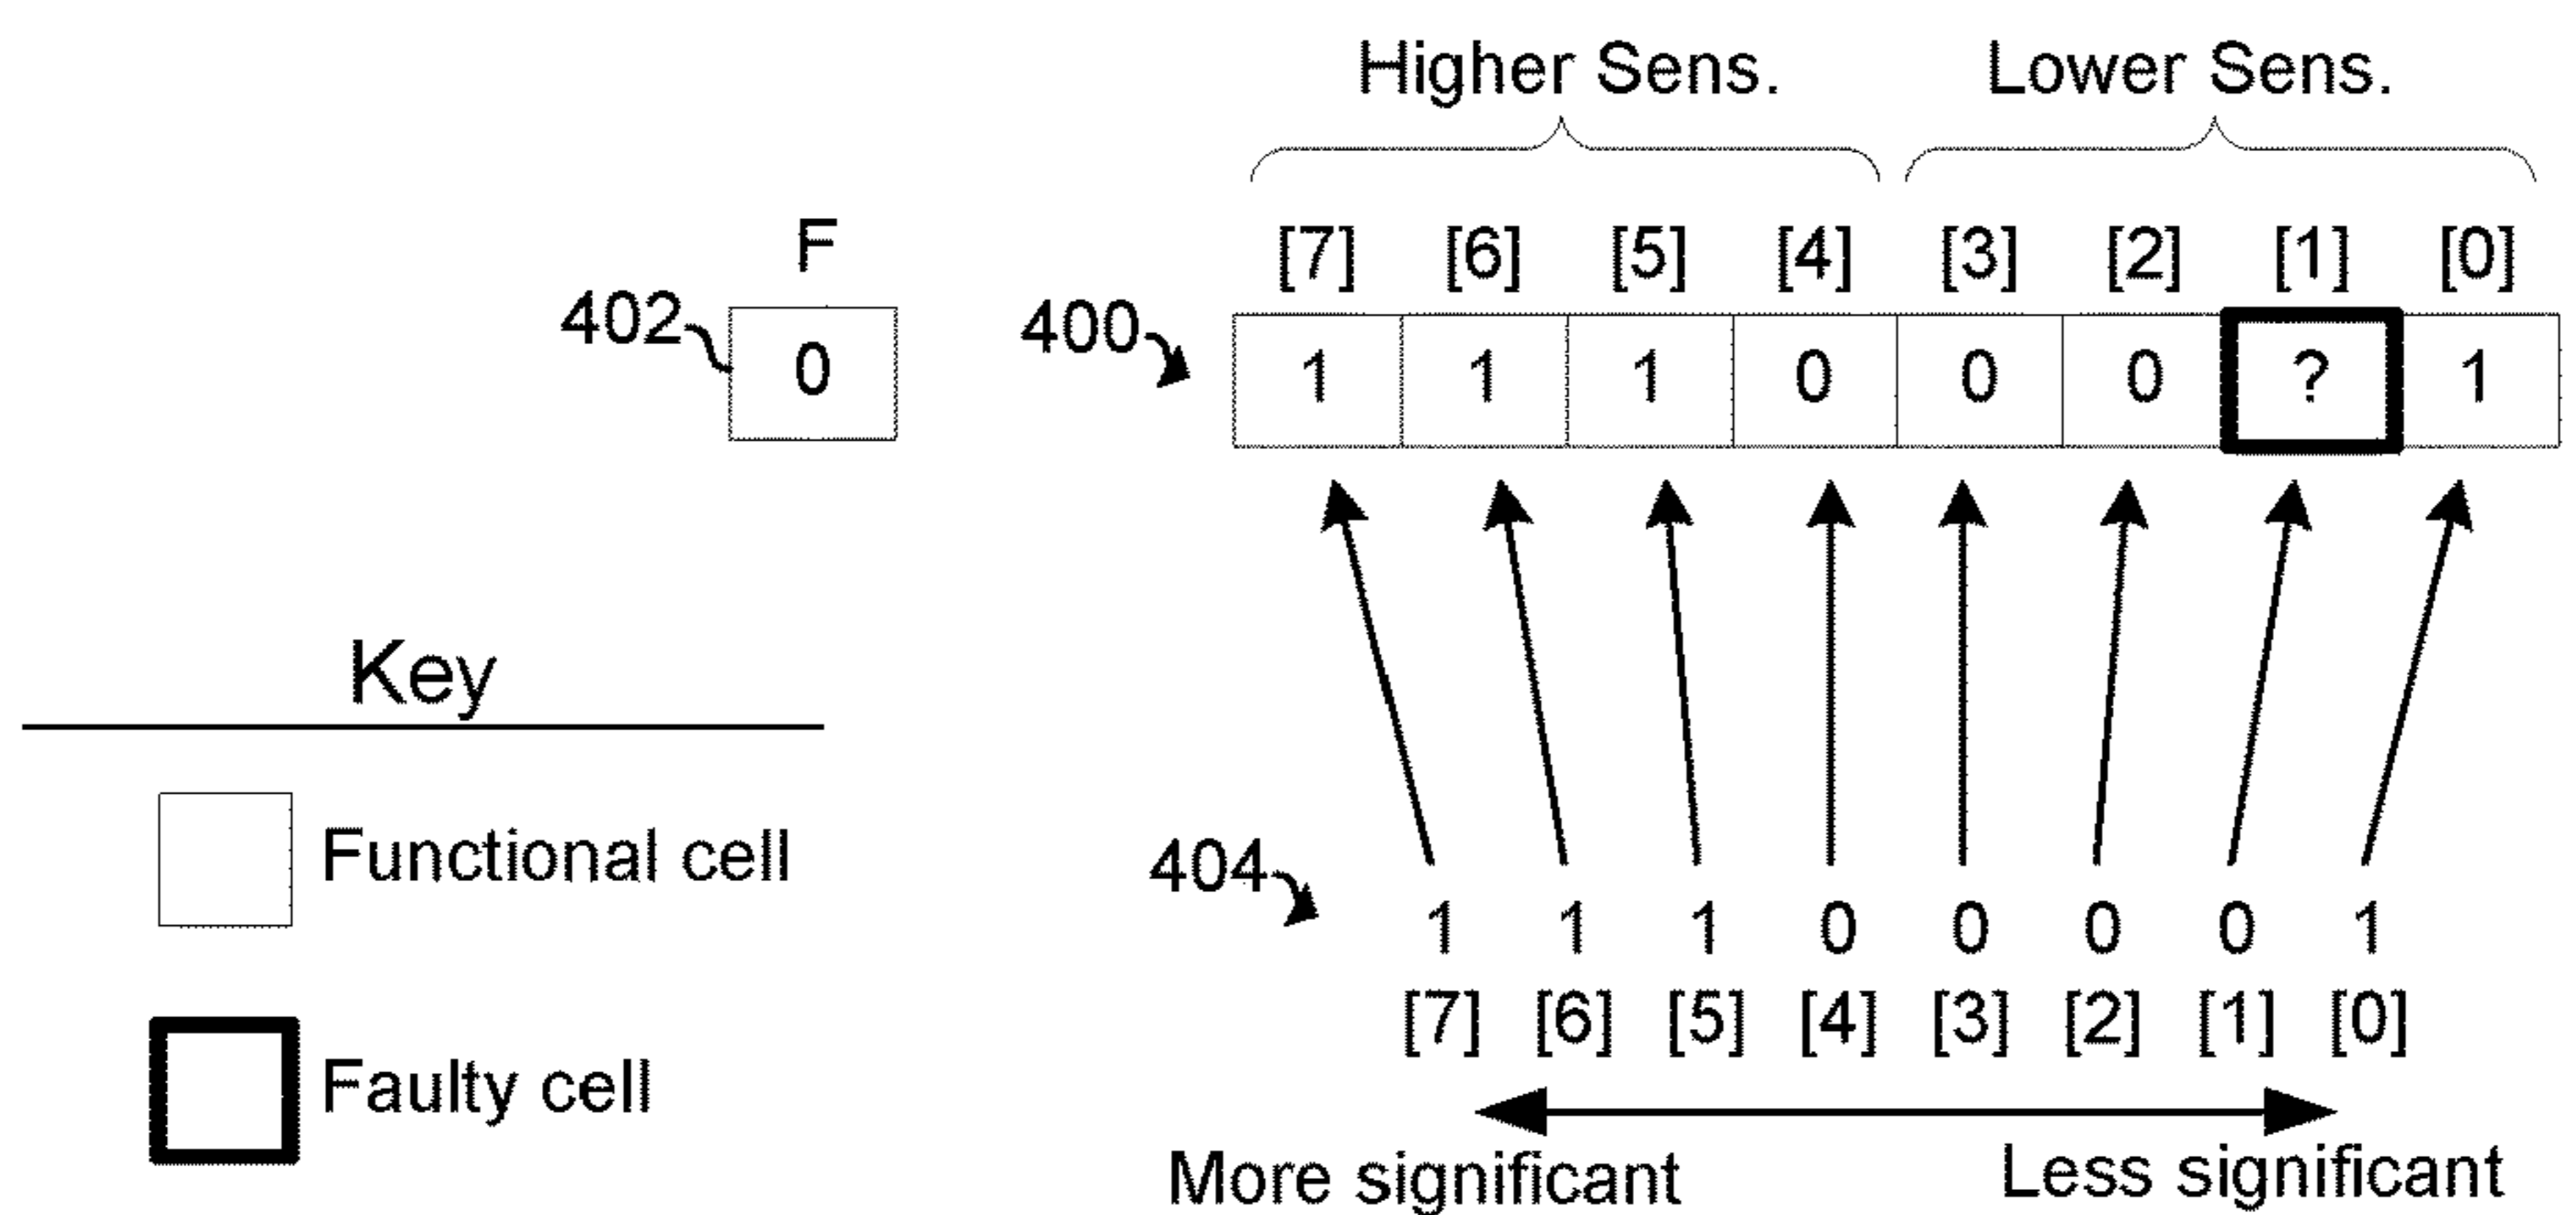 Higher Sens. Lower Sens.
F [7] [6] [5] [4] [3] [2] [1] [0]
402 0 400 1 1 1 0 0 0 ? 1
Key
Functional cell
404 1 1 1 0 0 0 0 1
[7] [6] [5] [4] [3] [2] [1] [0]
Faulty cell
More significant Less significant